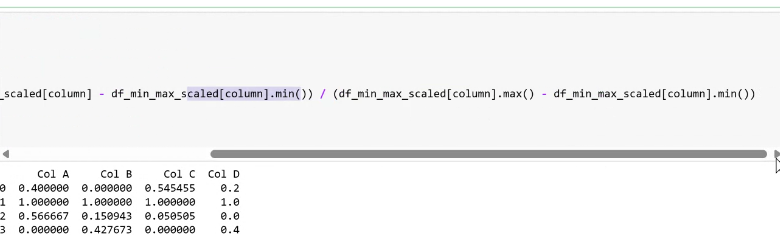 _scaled[column] - df_min_max_scaled[column].min()) / (df_min_max_scaled[column].max() - df_min_max_scaled[column].min())
Col A Col B Col C Col D
0 0.400000 0.000000 0.545455 0.2
1 1.000000 1.000000 1.000000 1.0
2 0.566667 0.150943 0.050505 0.0
3 0.000000 0.427673 0.000000 0.4